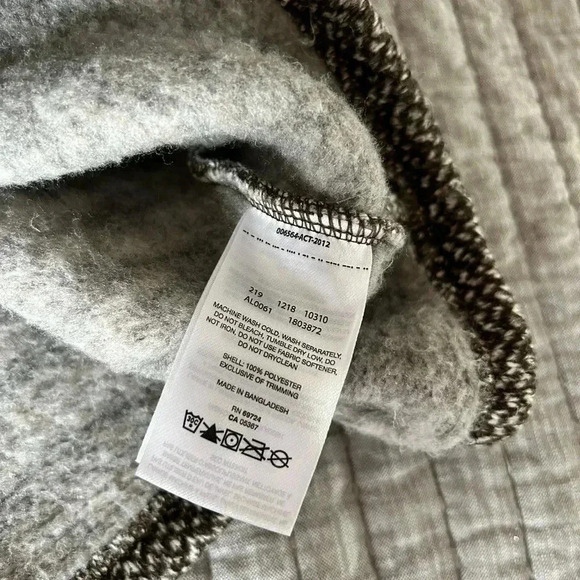 006564-ACT-2012
219 1218 10310
AL0061 1803872
MACHINE WASH COLD, WASH SEPARATELY.
DO NOT BLEACH, TUMBLE DRY LOW. DO
NOT IRON. DO NOT USE FABRIC SOFTENER.
DO NOT DRYCLEAN
SHELL: 100% POLYESTER
EXCLUSIVE OF TRIMMING
MADE IN BANGLADESH
RN 69724
CA 05367
30C